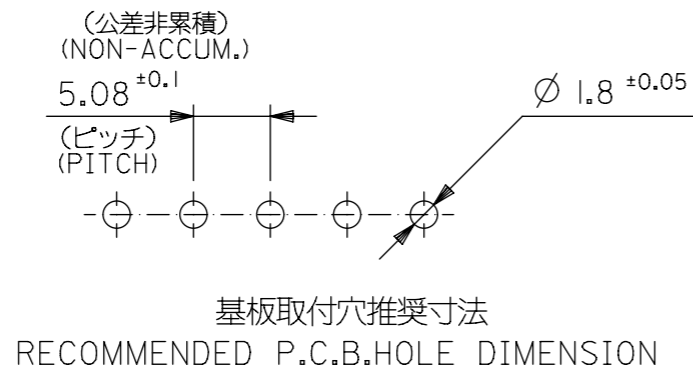 (公差非累積)
(NON-ACCUM.)
5.08 ±0.1
(ピッチ)
(PITCH)
∅ 1.8 ±0.05
基板取付穴推奨寸法
RECOMMENDED P.C.B.HOLE DIMENSION